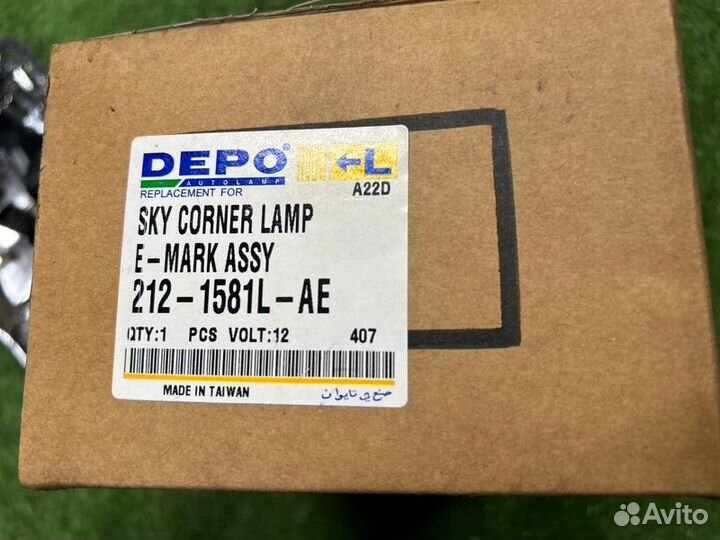 DEPO® ←L
AUTOLAMP
REPLACEMENT FOR A22D
SKY CORNER LAMP
E-MARK ASSY
212-1581L-AE
QTY:1 PCS VOLT:12 407
MADE IN TAIWAN صنع في تايوان
Avito